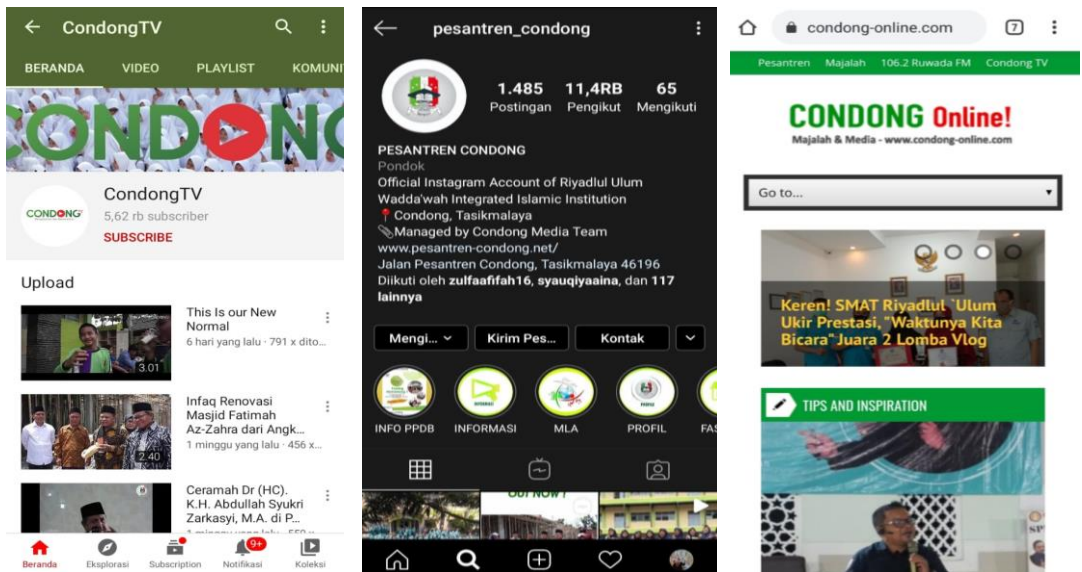 CondongTV
BERANDA VIDEO PLAYLIST KOMUNI
CONDONG
CONDONG
CondongTV
5,62 rb subscriber
SUBSCRIBE
Upload
This Is our New
Normal
6 hari yang lalu · 791 x dito...
3.01
Infaq Renovasi
Masjid Fatimah
Az-Zahra dari Angk...
1 minggu yang lalu · 456 x...
2.40
Ceramah Dr (HC).
K.H. Abdullah Syukri
Zarkasyi, M.A. di P...
9+
Beranda Eksplorasi Subscription Notifikasi Koleksi
pesantren_condong
1.485 11,4RB 65
Postingan Pengikut Mengikuti
PESANTREN CONDONG
Pondok
Official Instagram Account of Riyadlul Ulum
Wadda'wah Integrated Islamic Institution
Condong, Tasikmalaya
Managed by Condong Media Team
www.pesantren-condong.net/
Jalan Pesantren Condong, Tasikmalaya 46196
Diikuti oleh zulfaafifah16, syauqiyaaina, dan 117
lainnya
Mengi... Kirim Pes... Kontak
INFO PPDB INFORMASI MLA PROFIL FAS
OUT NOW !
condong-online.com 7
Pesantren Majalah 106.2 Ruwada FM Condong TV
CONDONG Online!
Majalah & Media - www.condong-online.com
Go to...
Keren! SMAT Riyadlul `Ulum
Ukir Prestasi, "Waktunya Kita
Bicara" Juara 2 Lomba Vlog
TIPS AND INSPIRATION